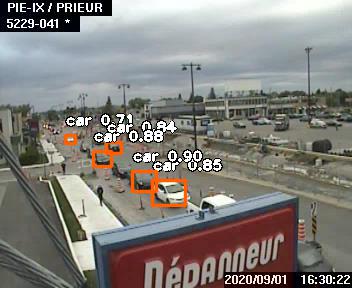 PIE-IX / PRIEUR
5229-041 *
car 0.71
car 0.84
car 0.88
car 0.90
car 0.85
Dépanneur
2020/09/01 16:30:22